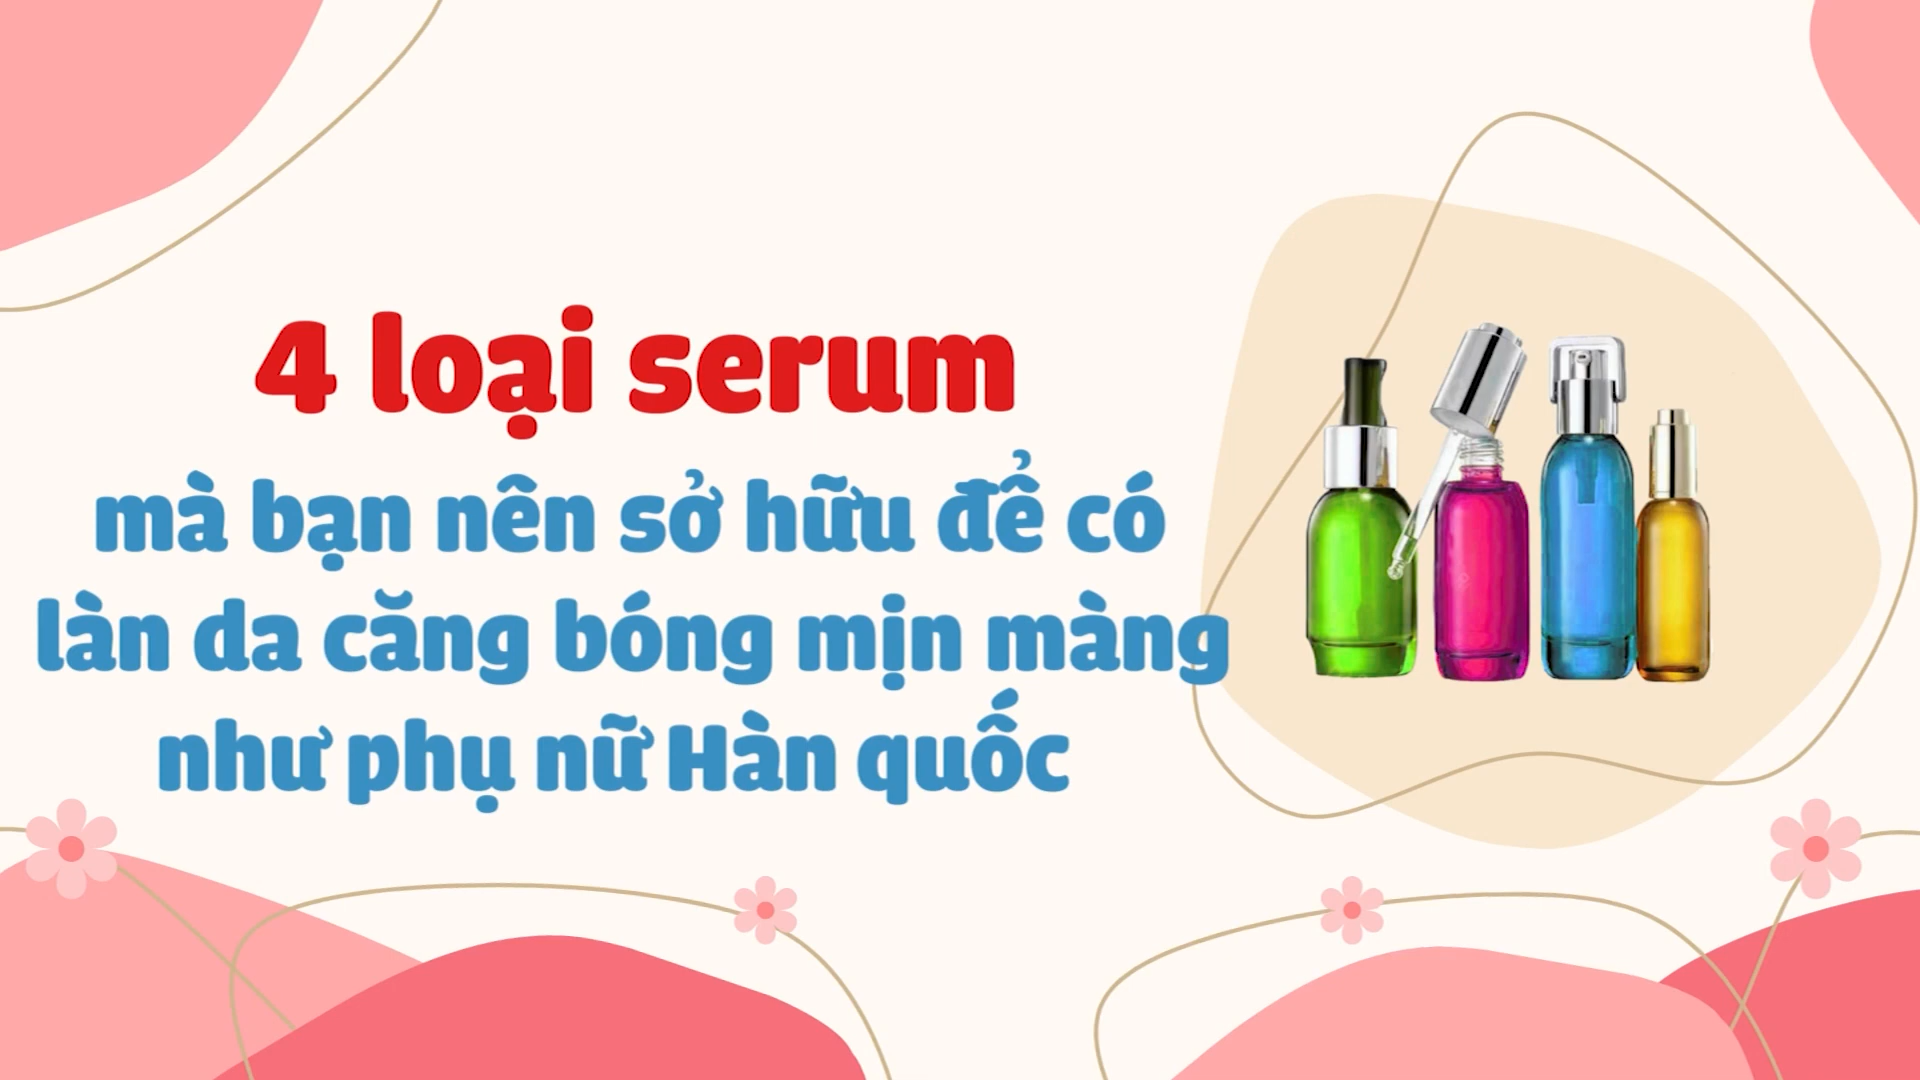 4 loại serum
mà bạn nên sở hữu để có
làn da căng bóng mịn màng
như phụ nữ Hàn quốc